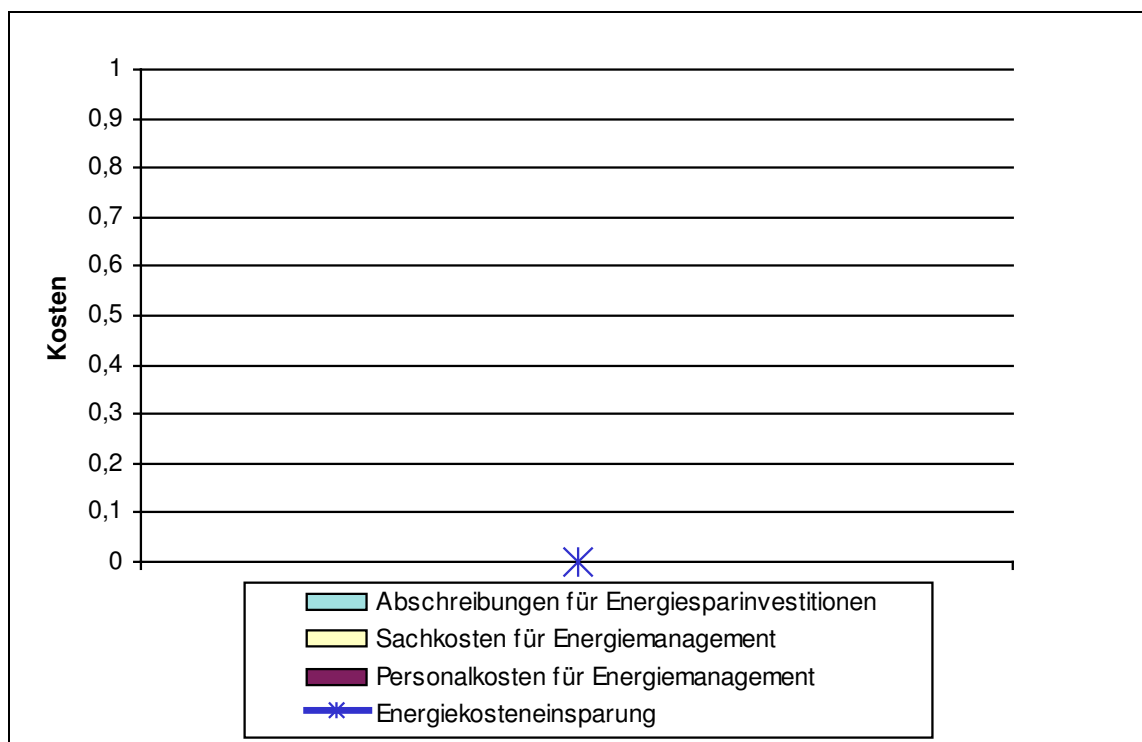 1
0,9
0,8
0,7
0,6
0,5
0,4
0,3
0,2
0,1
0
Kosten
Abschreibungen für Energiesparinvestitionen
Sachkosten für Energiemanagement
Personalkosten für Energiemanagement
Energiekosteneinsparung